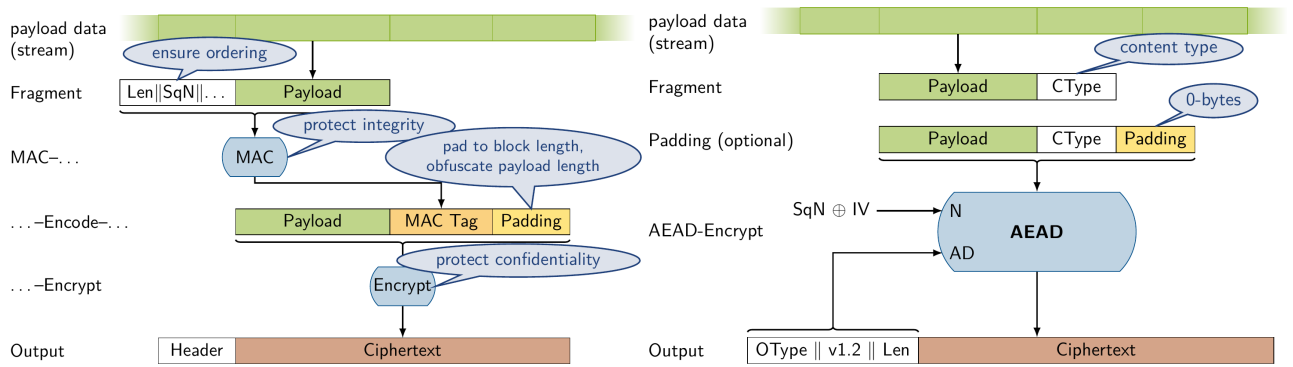 payload data
(stream)
ensure ordering
Fragment
Len∥SqN∥...
Payload
protect integrity
MAC–...
MAC
pad to block length,
obfuscate payload length
...–Encode–...
Payload
MAC Tag
Padding
protect confidentiality
...–Encrypt
Encrypt
Output
Header
Ciphertext
payload data
(stream)
content type
Fragment
Payload
CType
0-bytes
Padding (optional)
Payload
CType
Padding
SqN ⊕ IV
N
AEAD-Encrypt
AEAD
AD
Output
OType ∥ v1.2 ∥ Len
Ciphertext